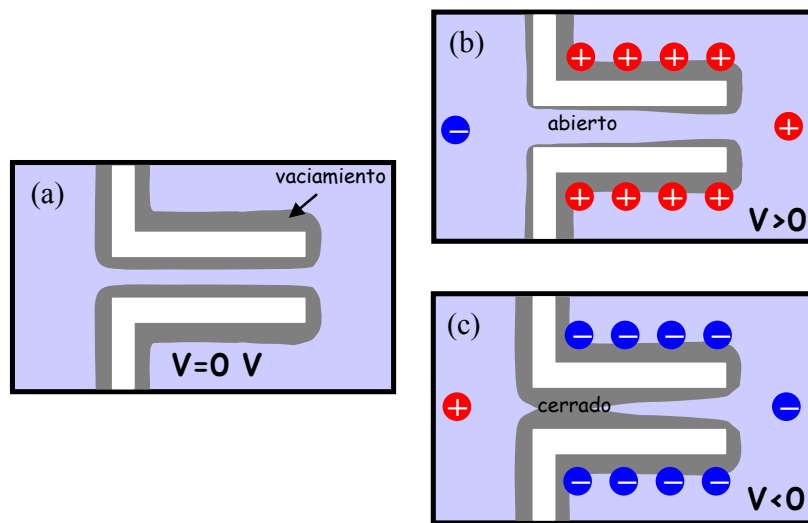 (a)
vaciamiento
V=0 V
(b)
+ + + +
abierto
− +
+ + + +
V>0
(c)
− − − −
cerrado
+ −
− − − −
V<0